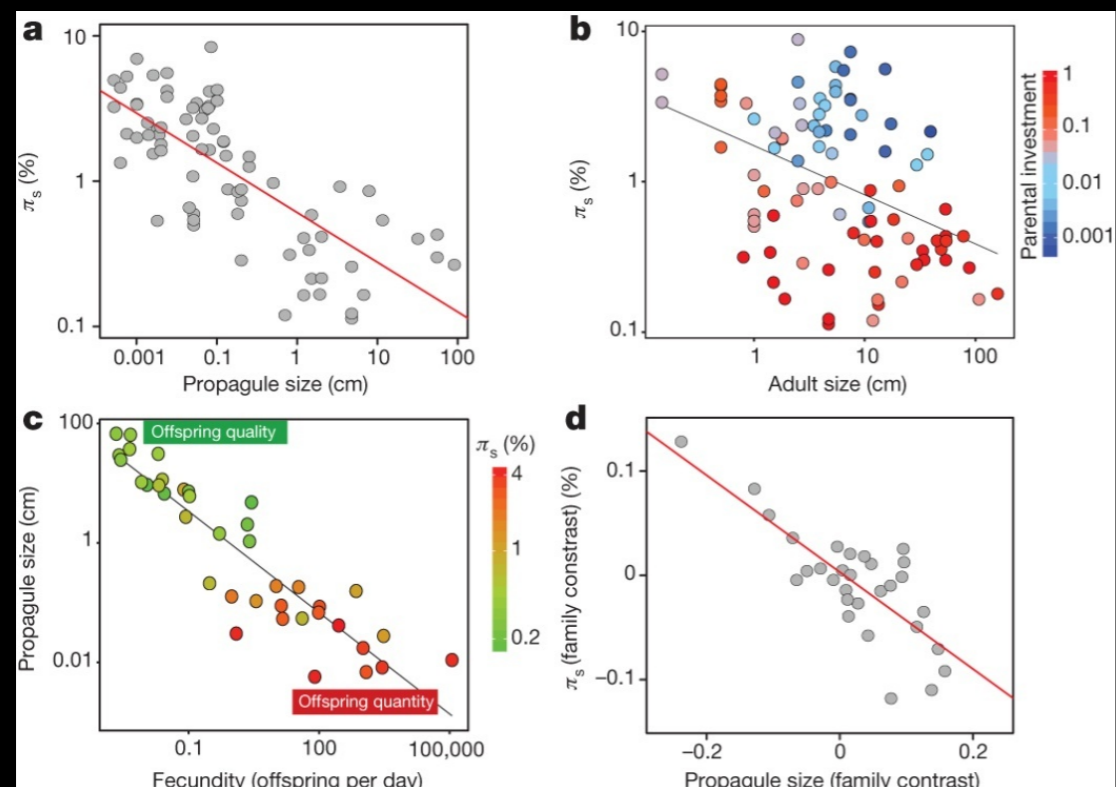 a
10
1
0.1
πs (%)
0.001
0.1
1
10
100
Propagule size (cm)
b
10
1
0.1
πs (%)
1
10
100
Adult size (cm)
Parental investment
1
0.1
0.01
0.001
c
100
1
0.01
Propagule size (cm)
Offspring quality
Offspring quantity
0.1
100
100,000
Fecundity (offspring per day)
πs (%)
4
1
0.2
d
0.1
0
−0.1
πs (family constrast) (%)
−0.2
0
0.2
Propagule size (family contrast)